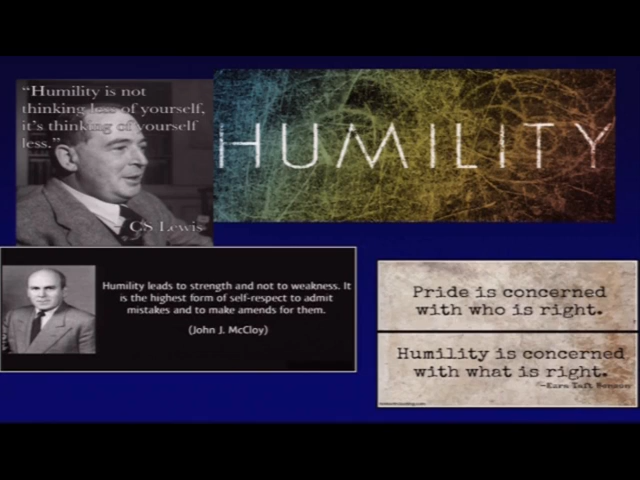 “Humility is not
thinking less of yourself,
it’s thinking of yourself
less.”
CS Lewis
HUMILITY
Humility leads to strength and not to weakness. It
is the highest form of self-respect to admit
mistakes and to make amends for them.
(John J. McCloy)
Pride is concerned
with who is right.
Humility is concerned
with what is right.
-Ezra Taft Benson